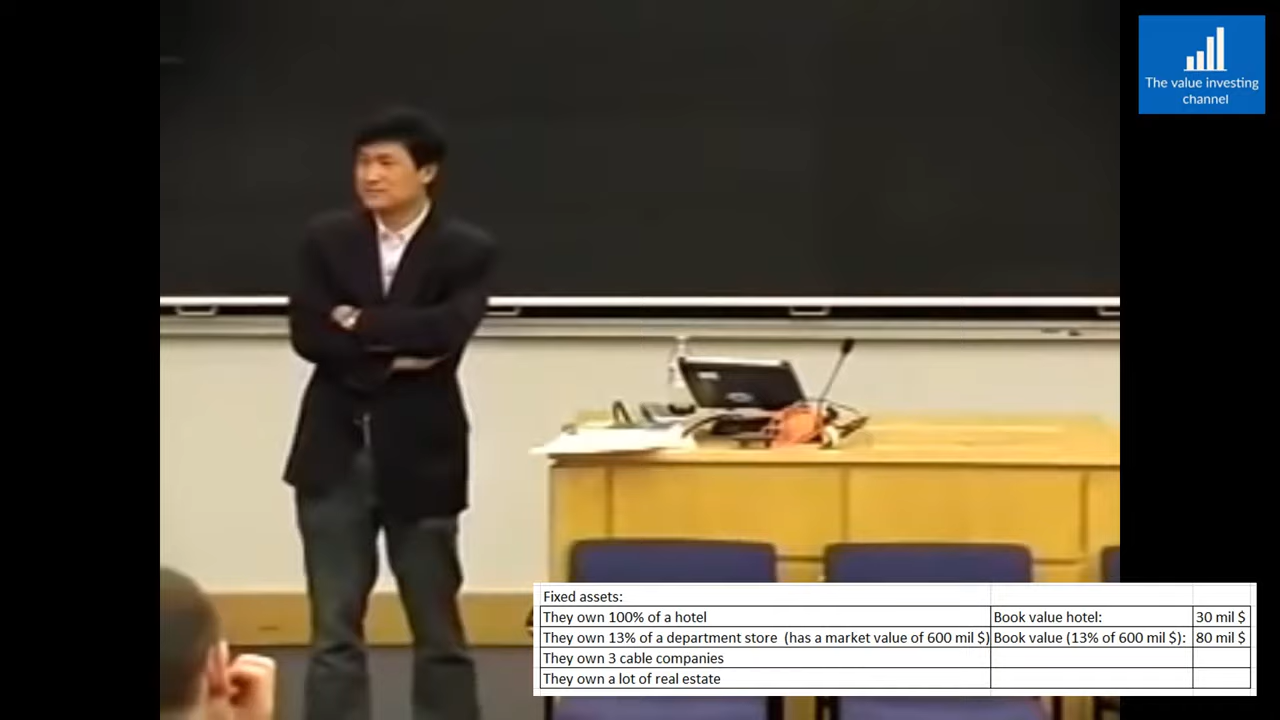 The value investing
channel
Fixed assets:
They own 100% of a hotel Book value hotel: 30 mil $
They own 13% of a department store (has a market value of 600 mil $) Book value (13% of 600 mil $): 80 mil $
They own 3 cable companies
They own a lot of real estate